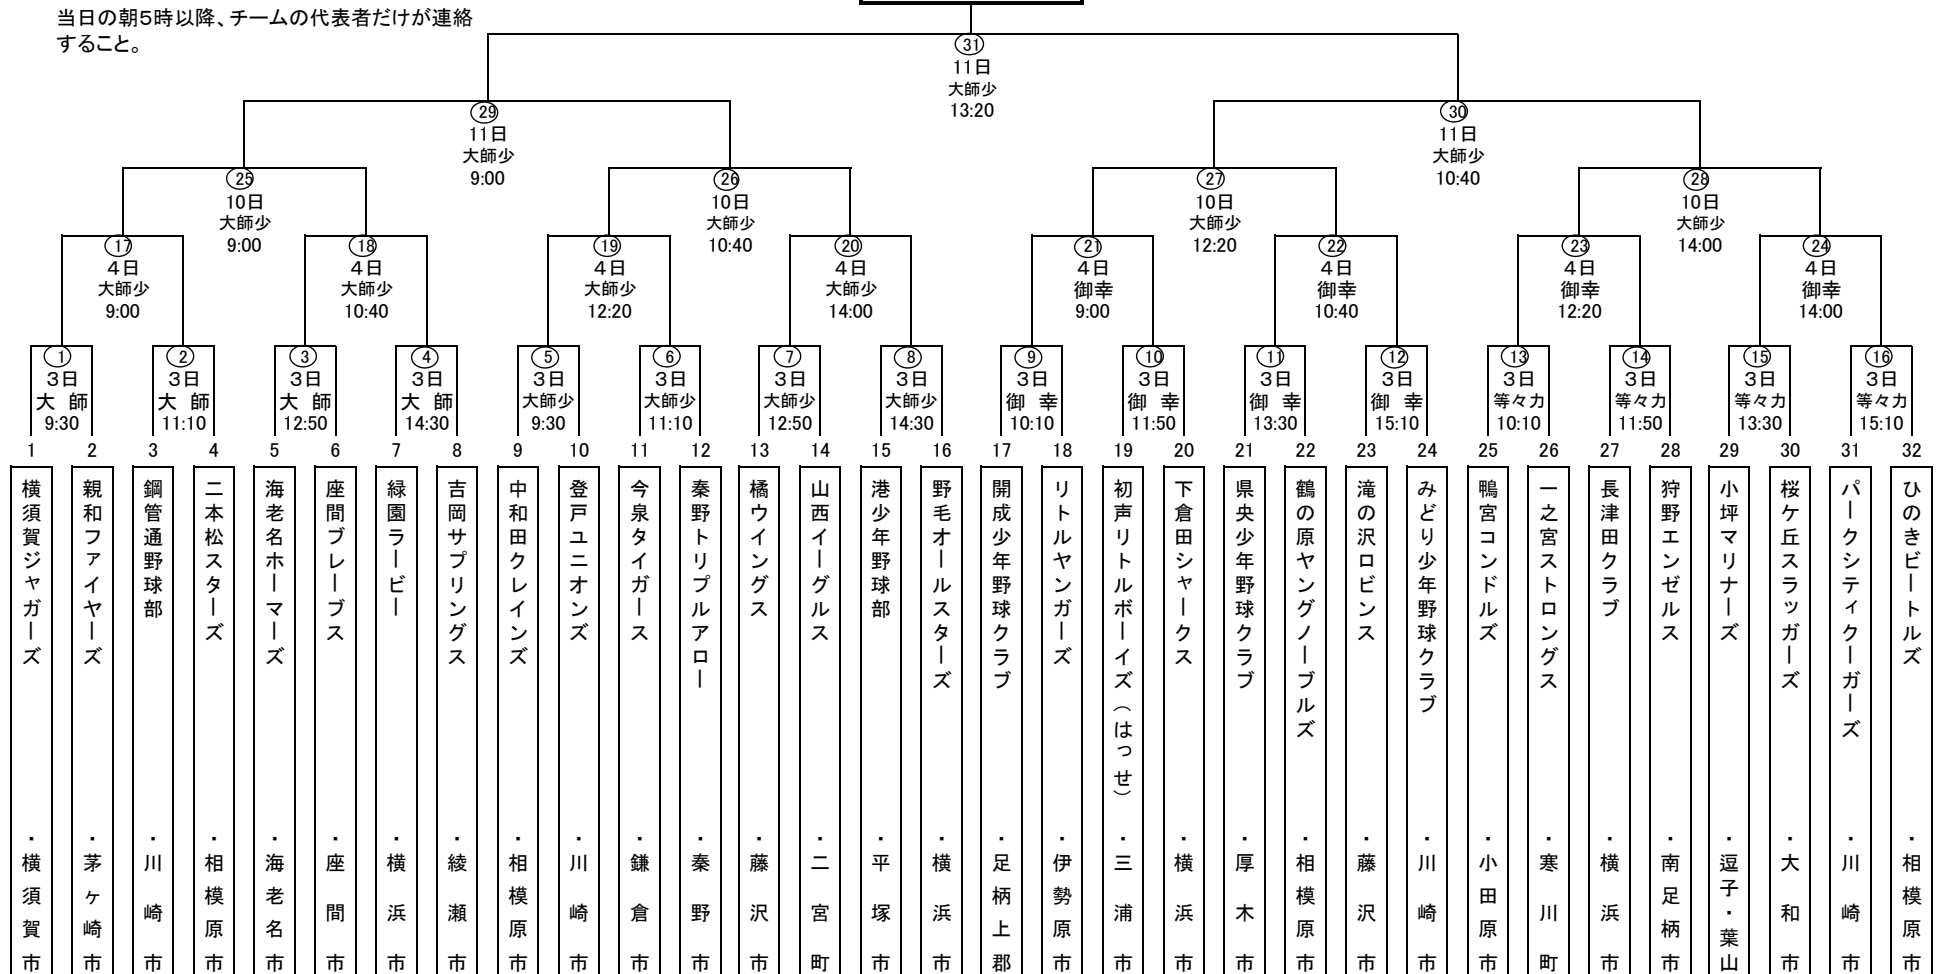 当日の朝5時以降、チームの代表者だけが連絡
すること。
㉛
11日
大師少
13:20
㉙
11日
大師少
9:00
㉚
11日
大師少
10:40
㉕
10日
大師少
9:00
㉖
10日
大師少
10:40
㉗
10日
大師少
12:20
㉘
10日
大師少
14:00
⑰
4日
大師少
9:00
⑱
4日
大師少
10:40
⑲
4日
大師少
12:20
⑳
4日
大師少
14:00
㉑
4日
御幸
9:00
㉒
4日
御幸
10:40
㉓
4日
御幸
12:20
㉔
4日
御幸
14:00
①
3日
大 師
9:30
②
3日
大 師
11:10
③
3日
大 師
12:50
④
3日
大 師
14:30
⑤
3日
大師少
9:30
⑥
3日
大師少
11:10
⑦
3日
大師少
12:50
⑧
3日
大師少
14:30
⑨
3日
御 幸
10:10
⑩
3日
御 幸
11:50
⑪
3日
御 幸
13:30
⑫
3日
御 幸
15:10
⑬
3日
等々力
10:10
⑭
3日
等々力
11:50
⑮
3日
等々力
13:30
⑯
3日
等々力
15:10
1
横須賀ジャガーズ ・横須賀市
2
親和ファイヤーズ ・茅ヶ崎市
3
鋼管通野球部 ・川崎市
4
二本松スターズ ・相模原市
5
海老名ホーマーズ ・海老名市
6
座間ブレーブス ・座間市
7
緑園ラービー ・横浜市
8
吉岡サプリングス ・綾瀬市
9
中和田クレインズ ・相模原市
10
登戸ユニオンズ ・川崎市
11
今泉タイガース ・鎌倉市
12
秦野トリプルアロー ・秦野市
13
橘ウイングス ・藤沢市
14
山西イーグルス ・二宮町
15
港少年野球部 ・平塚市
16
野毛オールスターズ ・横浜市
17
開成少年野球クラブ ・足柄上郡
18
リトルヤンガーズ ・伊勢原市
19
初声リトルボーイズ(はっせ) ・三浦市
20
下倉田シャークス ・横浜市
21
県央少年野球クラブ ・厚木市
22
鶴の原ヤングノーブルズ ・相模原市
23
滝の沢ロビンス ・藤沢市
24
みどり少年野球クラブ ・川崎市
25
鴨宮コンドルズ ・小田原市
26
一之宮ストロングス ・寒川町
27
長津田クラブ ・横浜市
28
狩野エンゼルス ・南足柄市
29
小坪マリナーズ ・逗子・葉山
30
桜ケ丘スラッガーズ ・大和市
31
パークシティクーガーズ ・川崎市
32
ひのきビートルズ ・相模原市